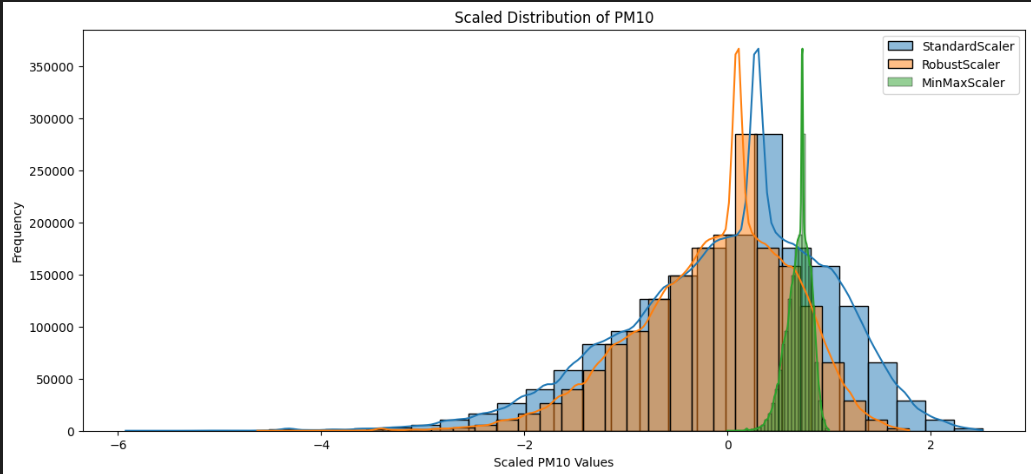 Scaled Distribution of PM10
StandardScaler
RobustScaler
MinMaxScaler
Frequency
350000
300000
250000
200000
150000
100000
50000
0
−6
−4
−2
0
2
Scaled PM10 Values